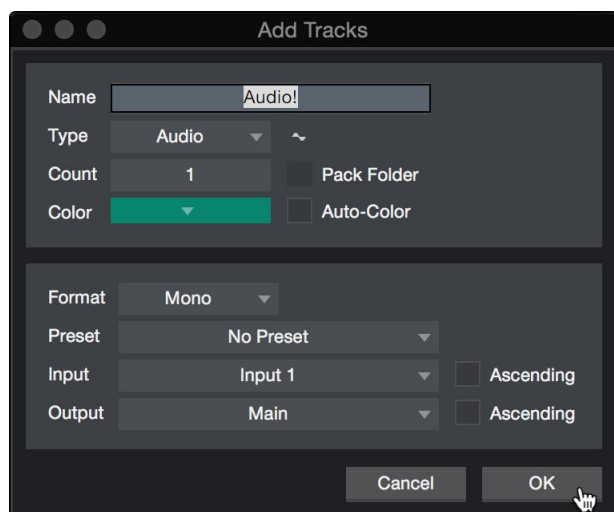 Add Tracks
Name Audio!
Type Audio
Count 1 Pack Folder
Color Auto-Color
Format Mono
Preset No Preset
Input Input 1 Ascending
Output Main Ascending
Cancel OK